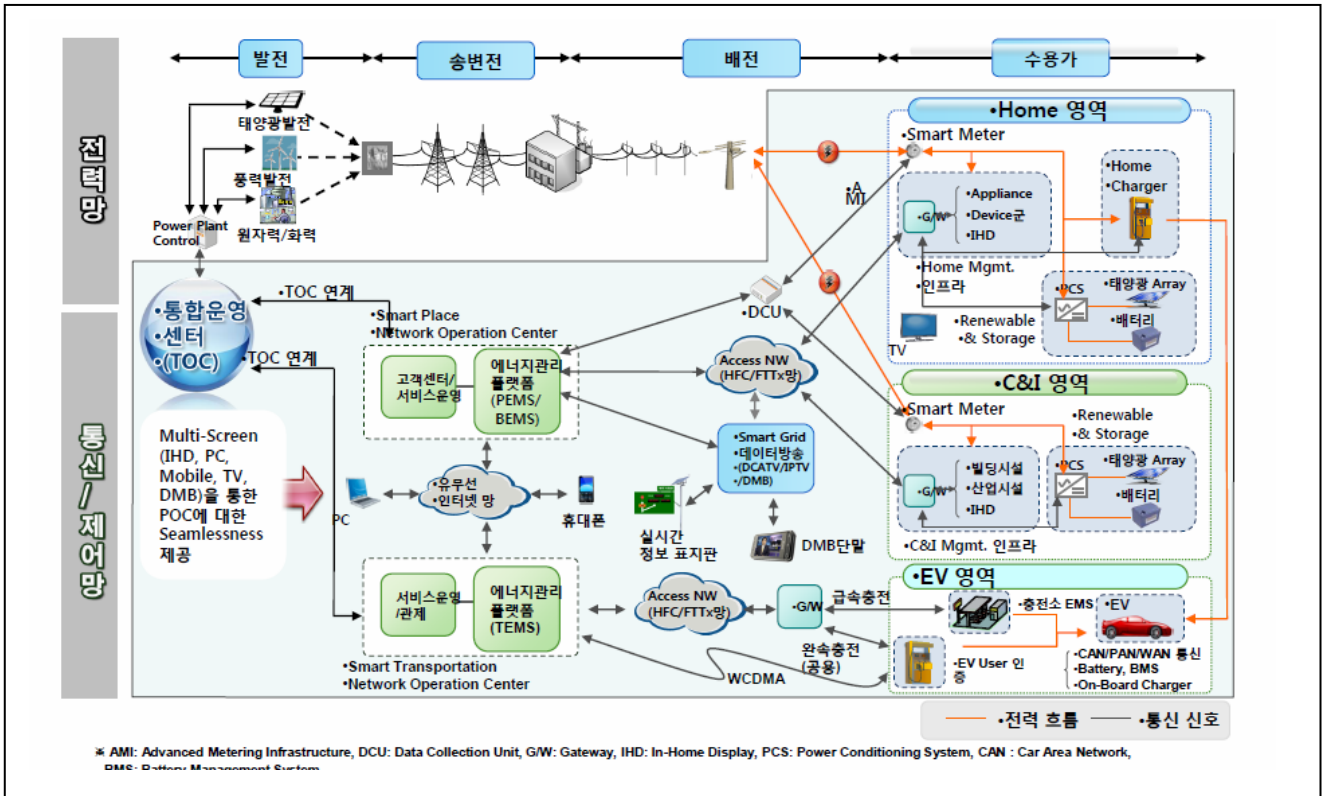 발전
송변전
배전
수용가
전력망
통신/제어망
태양광발전
풍력발전
원자력/화력
Power Plant
Control
•통합운영
•센터
•(TOC)
•TOC 연계
•TOC 연계
Multi-Screen
(IHD, PC,
Mobile, TV,
DMB)을 통한
POC에 대한
Seamlessness
제공
•Smart Place
•Network Operation Center
고객센터/
서비스운영
에너지관리
플랫폼
(PEMS/
BEMS)
PC
•유무선
•인터넷 망
휴대폰
서비스운영
/관제
에너지관리
플랫폼
(TEMS)
•Smart Transportation
•Network Operation Center
•A
MI
•DCU
Access NW
(HFC/FTTx망)
•Smart Grid
•데이터방송
•(DCATV/IPTV
•/DMB)
실시간
정보 표지판
DMB단말
Access NW
(HFC/FTTx망)
•G/W
급속충전
완속충전
(공용)
WCDMA
•Home 영역
•Smart Meter
•G/W
•Appliance
•Device군
•IHD
•Home
•Charger
•Home Mgmt.
•인프라
TV
•Renewable
•& Storage
•PCS
•태양광 Array
•배터리
•C&I 영역
•Smart Meter
•Renewable
•& Storage
•G/W
•빌딩시설
•산업시설
•IHD
•PCS
•태양광 Array
•배터리
•C&I Mgmt. 인프라
•EV 영역
•충전소 EMS
•EV
•EV User 인
증
•CAN/PAN/WAN 통신
•Battery, BMS
•On-Board Charger
•전력 흐름
•통신 신호
※ AMI: Advanced Metering Infrastructure, DCU: Data Collection Unit, G/W: Gateway, IHD: In-Home Display, PCS: Power Conditioning System, CAN : Car Area Network,
BMS: Battery Management System